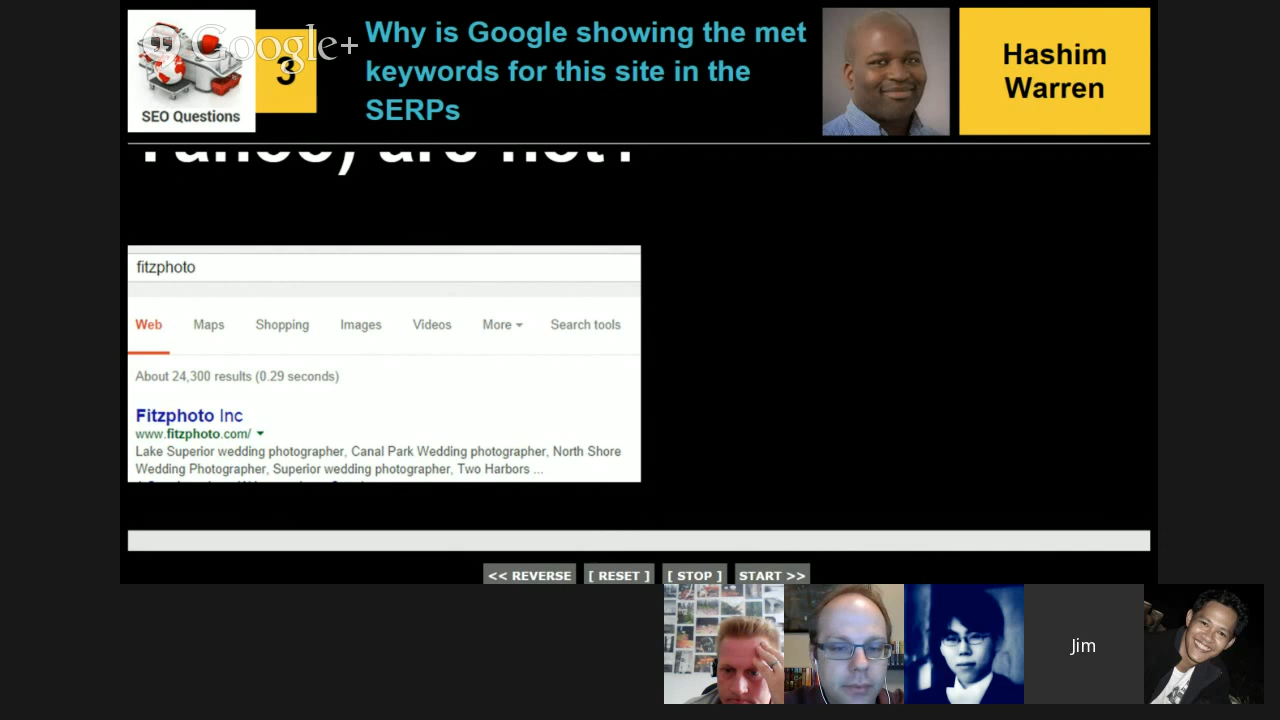 Google+
SEO Questions
3
Why is Google showing the met
keywords for this site in the
SERPs
Hashim
Warren
Yahoo, are not?
fitzphoto
Web Maps Shopping Images Videos More Search tools
About 24,300 results (0.29 seconds)
Fitzphoto Inc
www.fitzphoto.com/
Lake Superior wedding photographer, Canal Park Wedding photographer, North Shore
Wedding Photographer, Superior wedding photographer, Two Harbors ...
<< REVERSE [ RESET ] [ STOP ] START >>
Jim